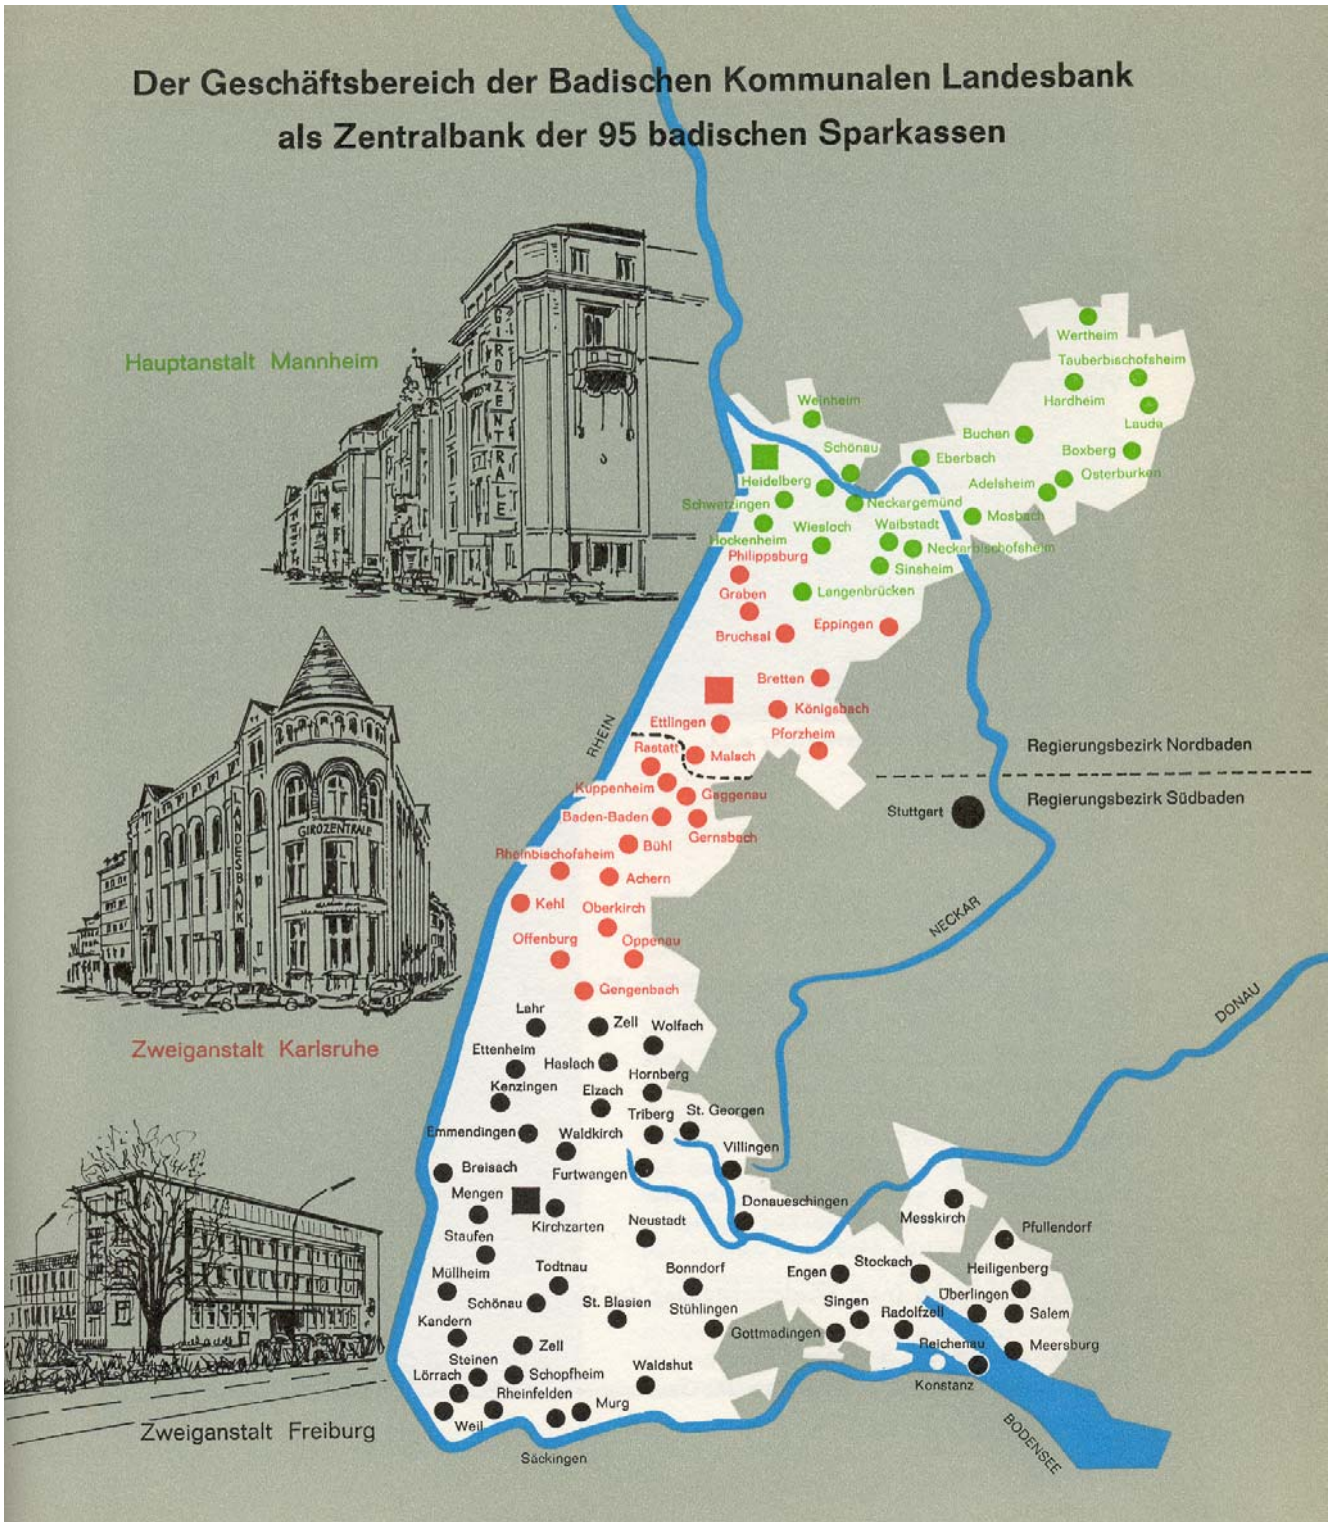 Der Geschäftsbereich der Badischen Kommunalen Landesbank
als Zentralbank der 95 badischen Sparkassen
Hauptanstalt Mannheim
GIROZENTRALE
Wertheim
Tauberbischofsheim
Hardheim
Lauda
Weinheim
Buchen
Schönau
Eberbach
Boxberg
Osterburken
Heidelberg
Adelsheim
Schwetzingen
Neckargemünd
Mosbach
Wiesloch
Waibstadt
Hockenheim
Neckarbischofsheim
Philippsburg
Sinsheim
Graben
Langenbrücken
Bruchsal
Eppingen
Bretten
Königsbach
Ettlingen
Pforzheim
RHEIN
Rastatt
Malsch
Regierungsbezirk Nordbaden
Kuppenheim
Gaggenau
Regierungsbezirk Südbaden
Stuttgart
Baden-Baden
Gernsbach
LANDESBANK
GIROZENTRALE
Bühl
Rheinbischofsheim
Achern
Kehl
Oberkirch
NECKAR
Offenburg
Oppenau
Gengenbach
DONAU
Lahr
Zell
Wolfach
Zweiganstalt Karlsruhe
Ettenheim
Haslach
Hornberg
Kenzingen
Elzach
Triberg
St. Georgen
Emmendingen
Waldkirch
Villingen
Breisach
Furtwangen
Mengen
Donaueschingen
Kirchzarten
Neustadt
Messkirch
Pfullendorf
Staufen
Müllheim
Todtnau
Bonndorf
Engen
Stockach
Heiligenberg
Schönau
St. Blasien
Stühlingen
Singen
Radolfzell
Überlingen
Salem
Kandern
Gottmadingen
Zell
Reichenau
Meersburg
Steinen
Lörrach
Schopfheim
Waldshut
Konstanz
Rheinfelden
Murg
Weil
Zweiganstalt Freiburg
Säckingen
BODENSEE